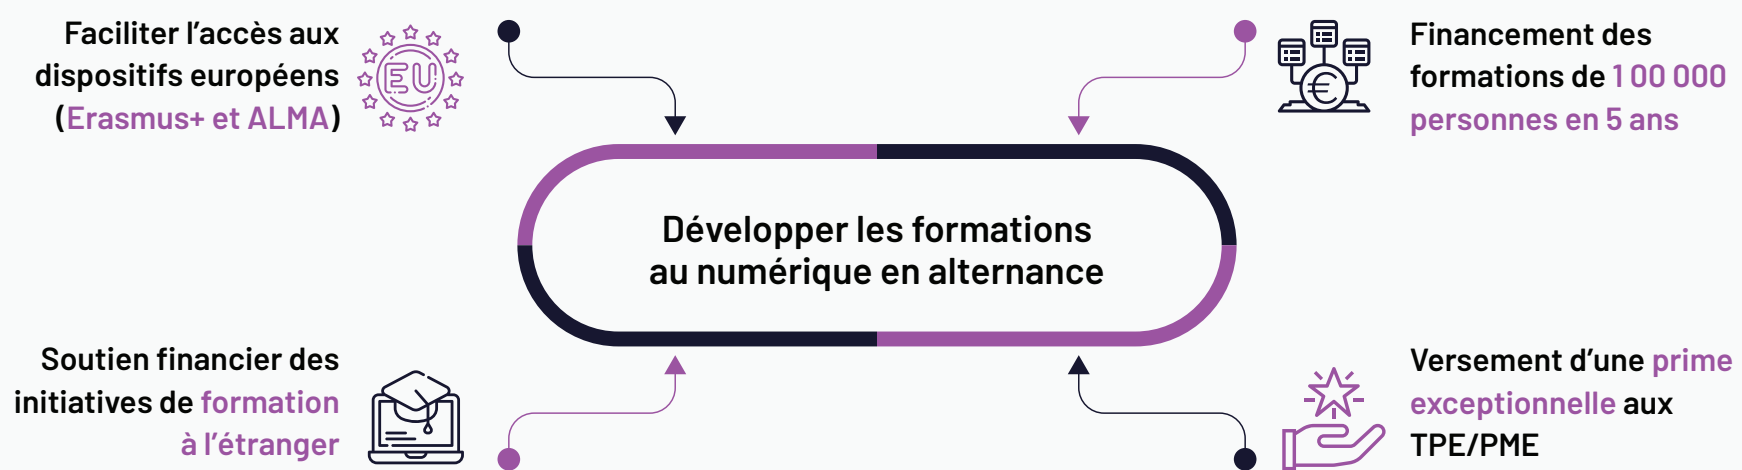 Faciliter l'accès aux
dispositifs européens
(Erasmus+ et ALMA)
EU
Financement des
formations de 1 00 000
personnes en 5 ans
€
Développer les formations
au numérique en alternance
Soutien financier des
initiatives de formation
à l'étranger
Versement d'une prime
exceptionnelle aux
TPE/PME